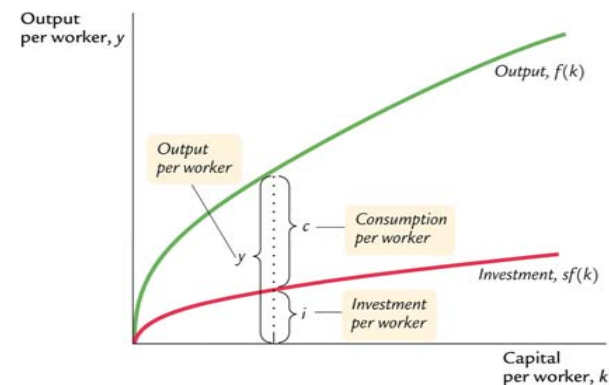 Output
per worker, y
Output, f(k)
Output
per worker
c
Consumption
per worker
y
Investment, sf(k)
i
Investment
per worker
Capital
per worker, k